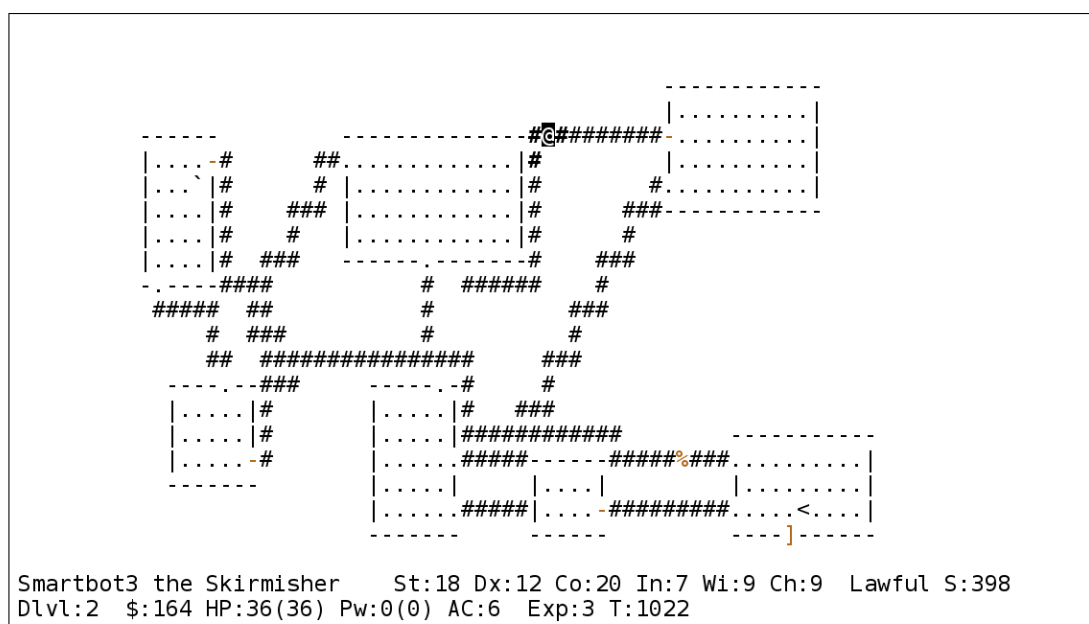 ------------
                                                |..........|
         ------         --------------#@########-..........|
         |....-#      ##.............|#         |..........|
         |...`|#      # |............|#        #...........|
         |....|#    ### |............|#      ###------------
         |....|#    #   |............|#      #
         |....|#  ###   ------.-------#    ###
         -.----####           #  ######    #
          #####  ##           #          ###
              #  ###          #          #
              ##  ################     ###
           ----.--###     -----.-#     #
           |.....|#       |.....|#   ###
           |.....|#       |.....|############        -----------
           |.....-#       |......#####------#####%###..........|
           -------        |.....|     |....|         |.........|
                          |......#####|....-#########.....<....|
                          -------     ------         ----]------
Smartbot3 the Skirmisher    St:18 Dx:12 Co:20 In:7 Wi:9 Ch:9  Lawful S:398
Dlvl:2  $:164 HP:36(36) Pw:0(0) AC:6  Exp:3 T:1022